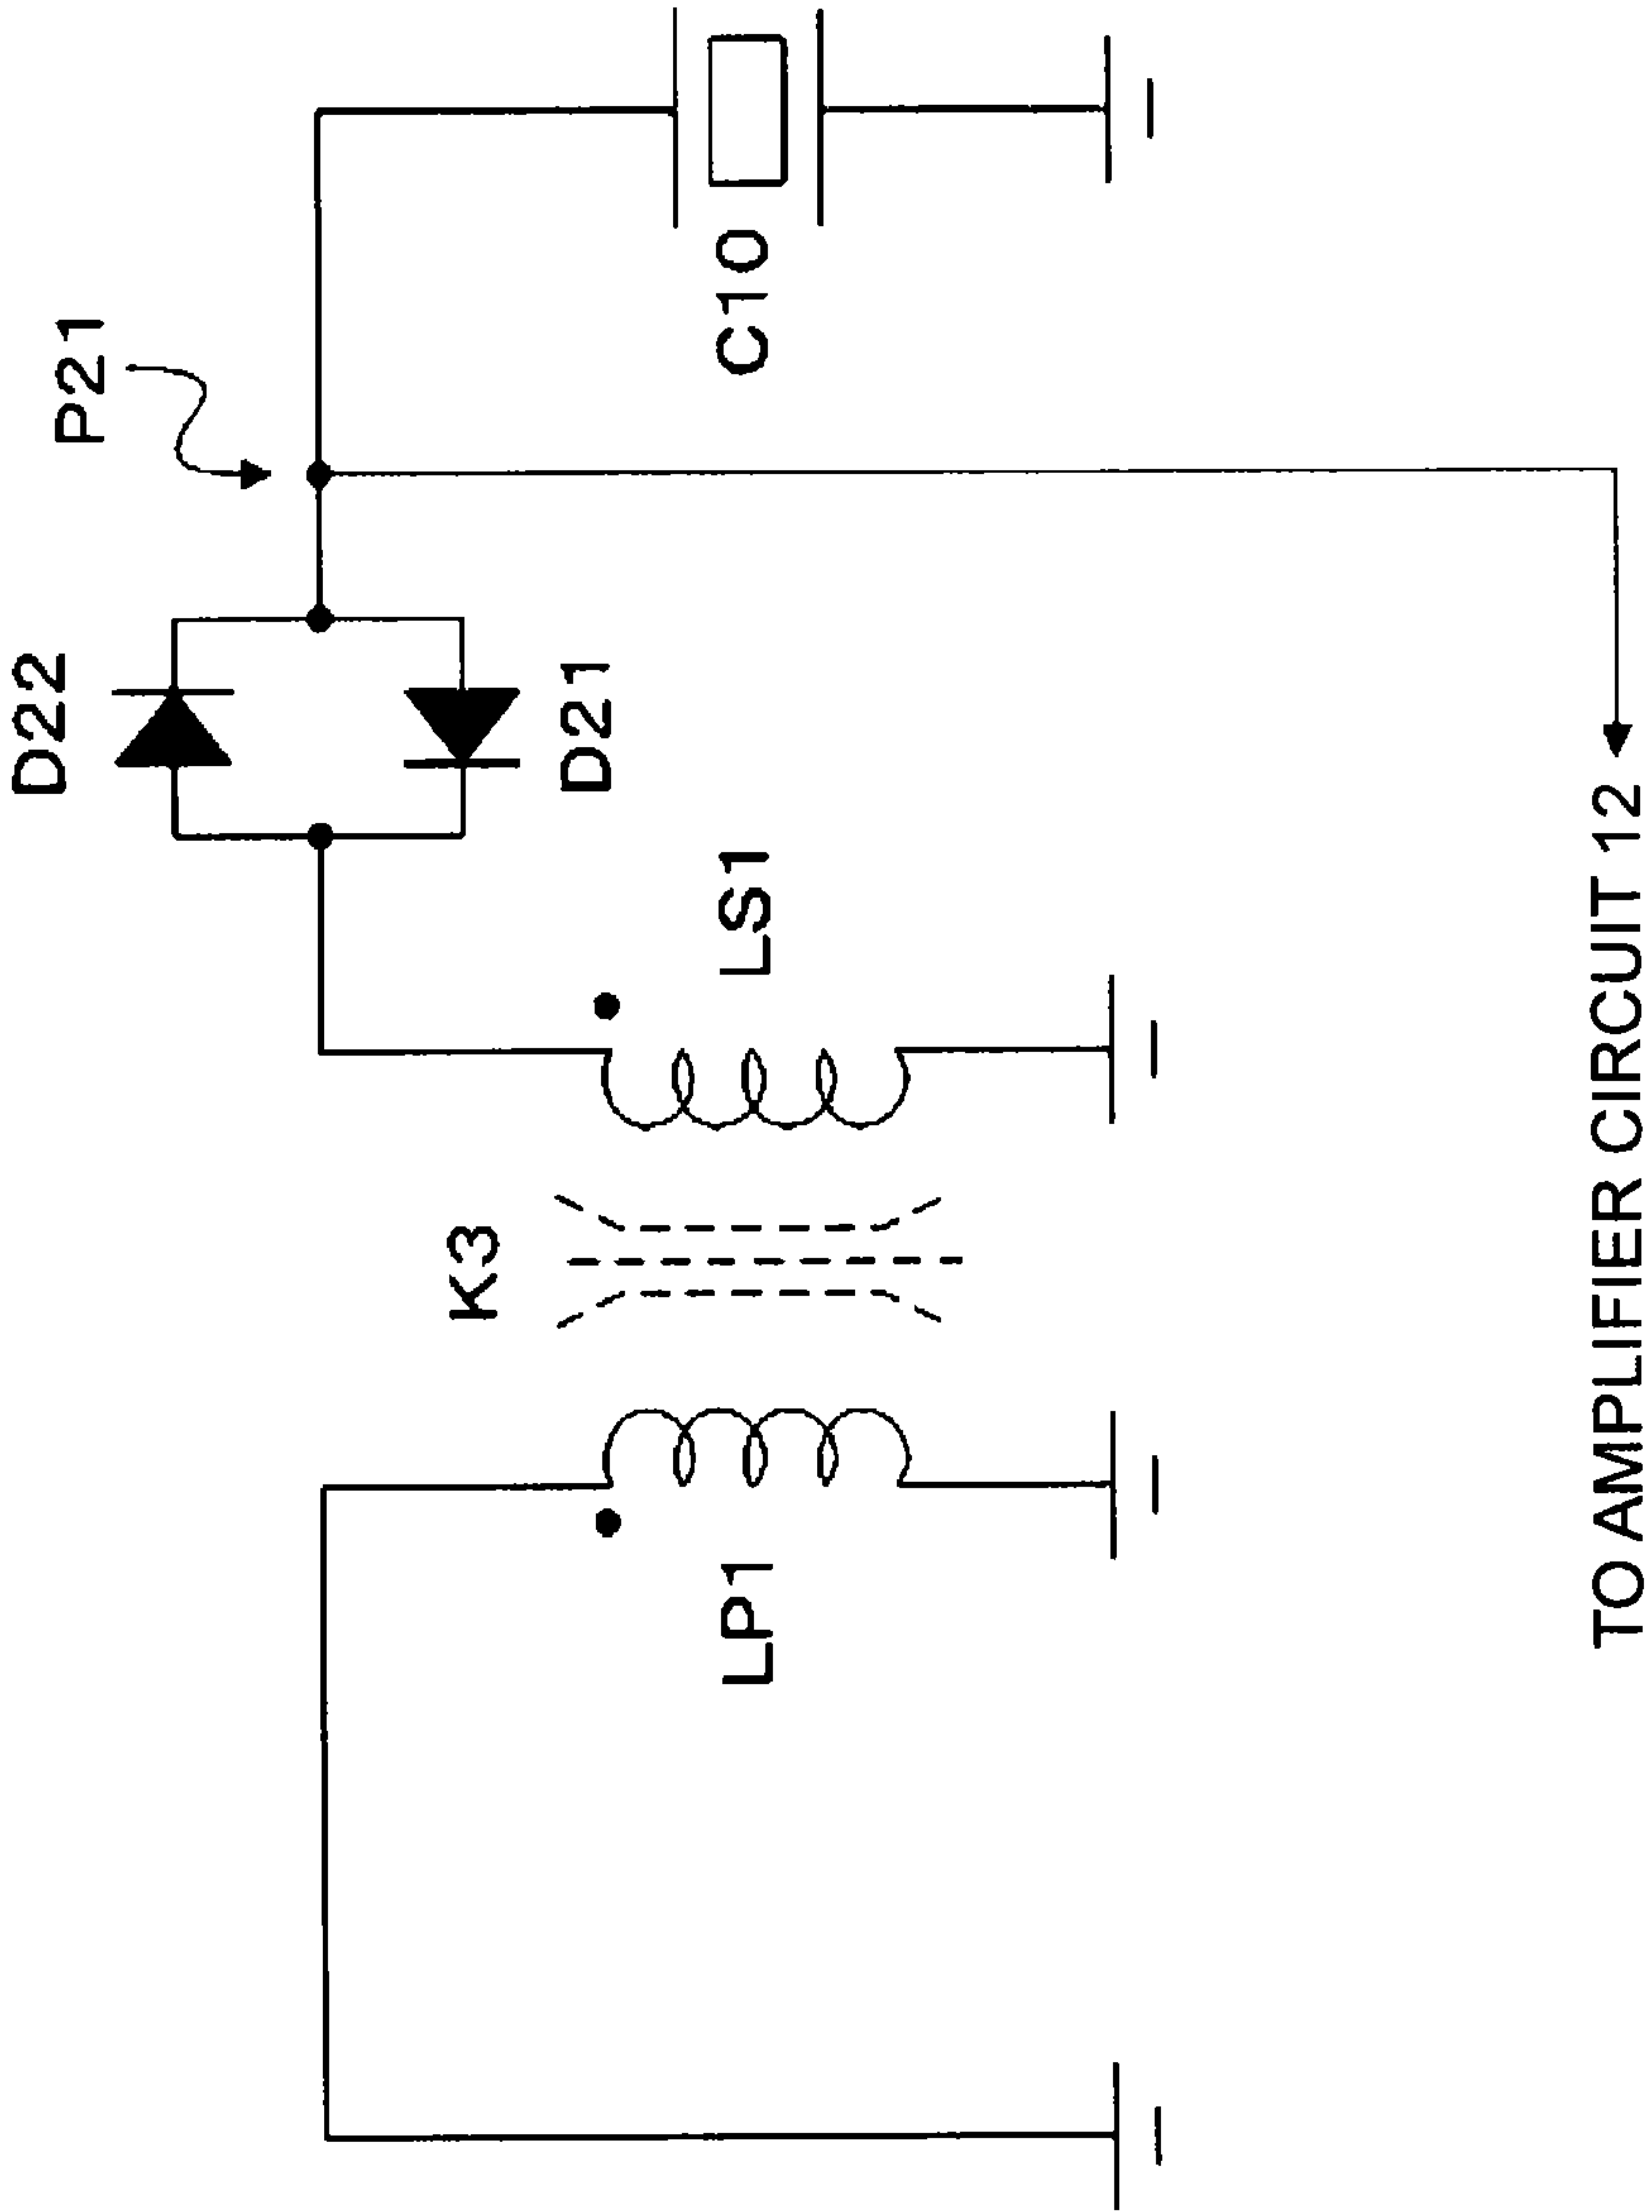 D22
P21
D21
K3
LP1
LS1
C10
TO AMPLIFIER CIRCUIT 12